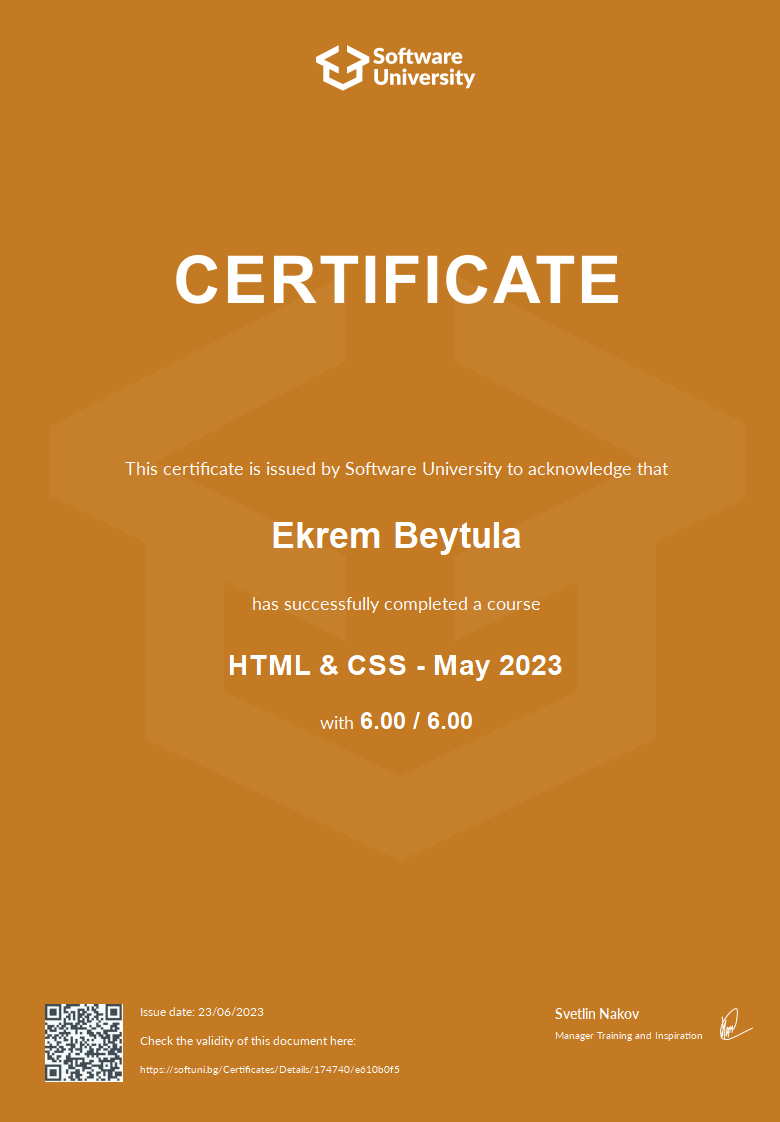 Software
University
CERTIFICATE
This certificate is issued by Software University to acknowledge that
Ekrem Beytula
has successfully completed a course
HTML & CSS - May 2023
with 6.00 / 6.00
Issue date: 23/06/2023
Check the validity of this document here:
https://softuni.bg/Certificates/Details/174740/e610b0f5
Svetlin Nakov
Manager Training and Inspiration